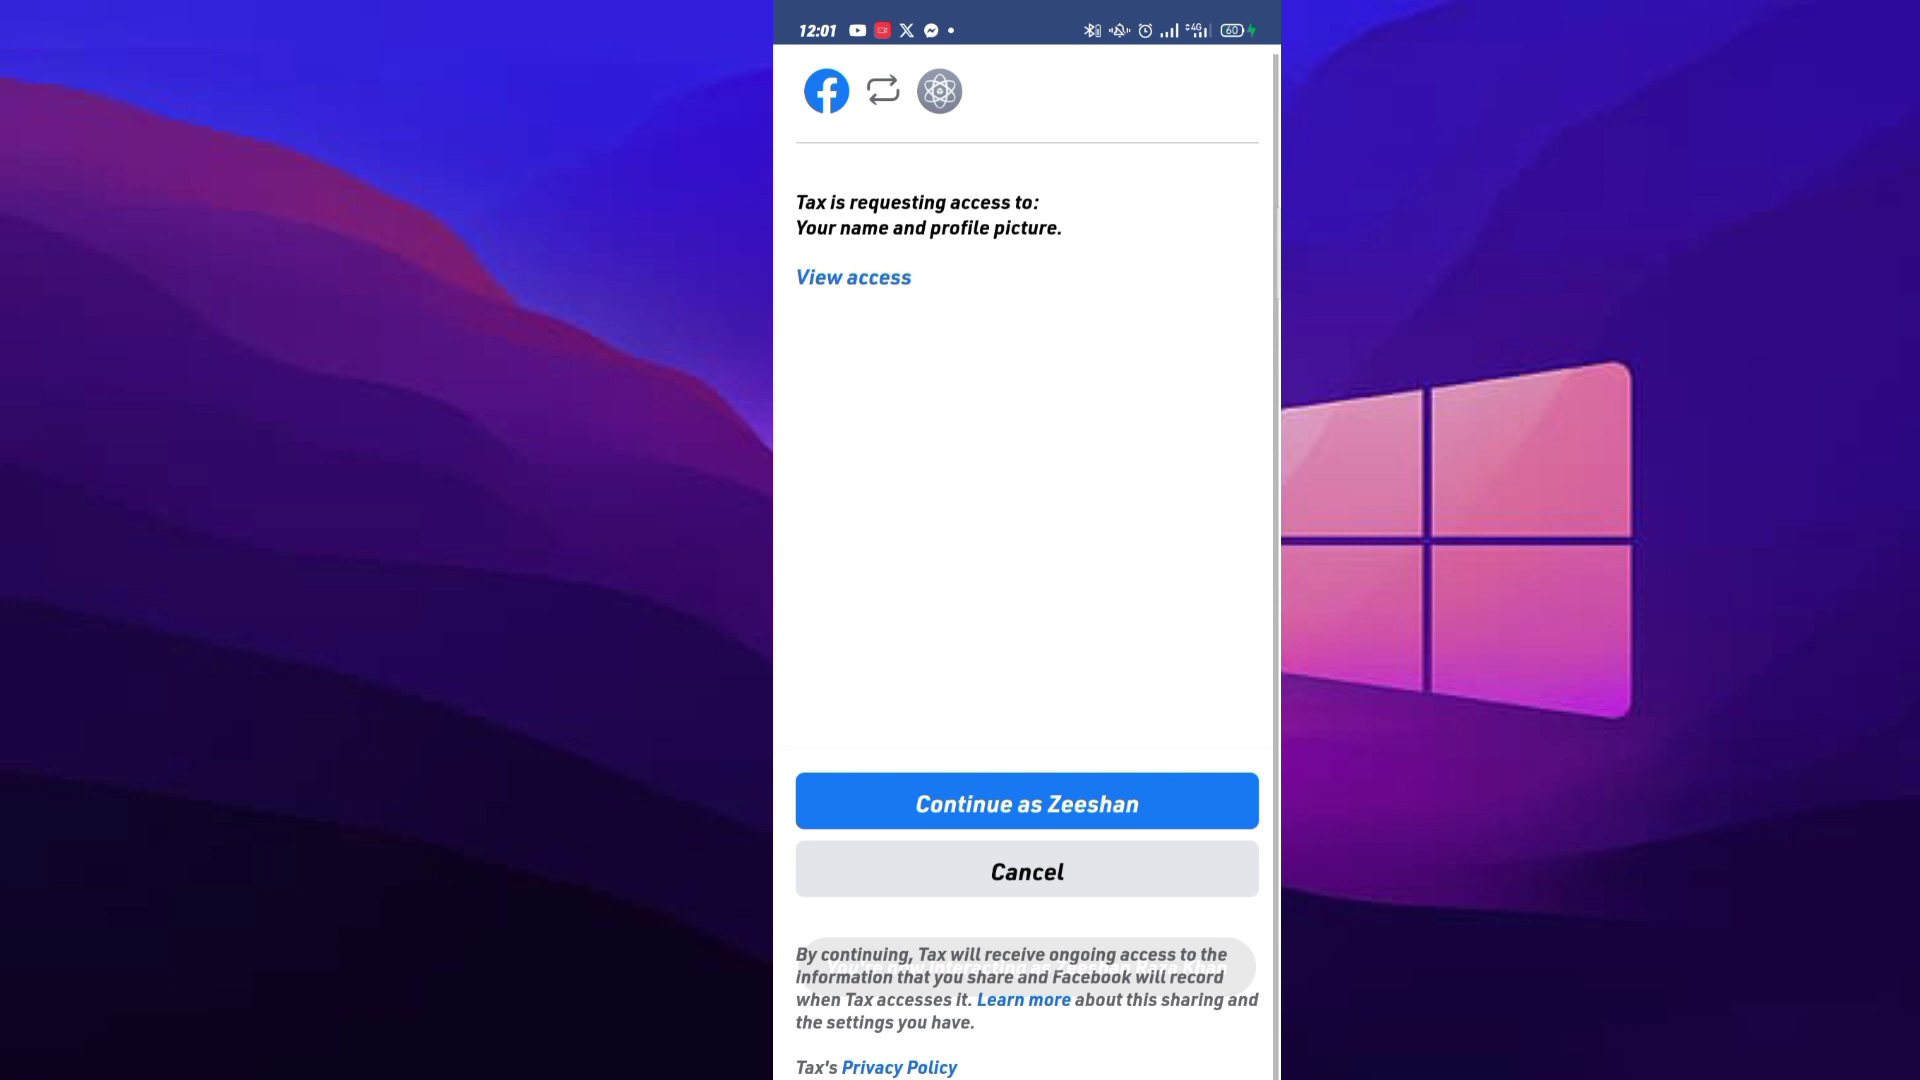 12:01
4G
60
Tax is requesting access to:
Your name and profile picture.
View access
Continue as Zeeshan
Cancel
By continuing, Tax will receive ongoing access to the
information that you share and Facebook will record
when Tax accesses it. Learn more about this sharing and
the settings you have.
Tax's Privacy Policy